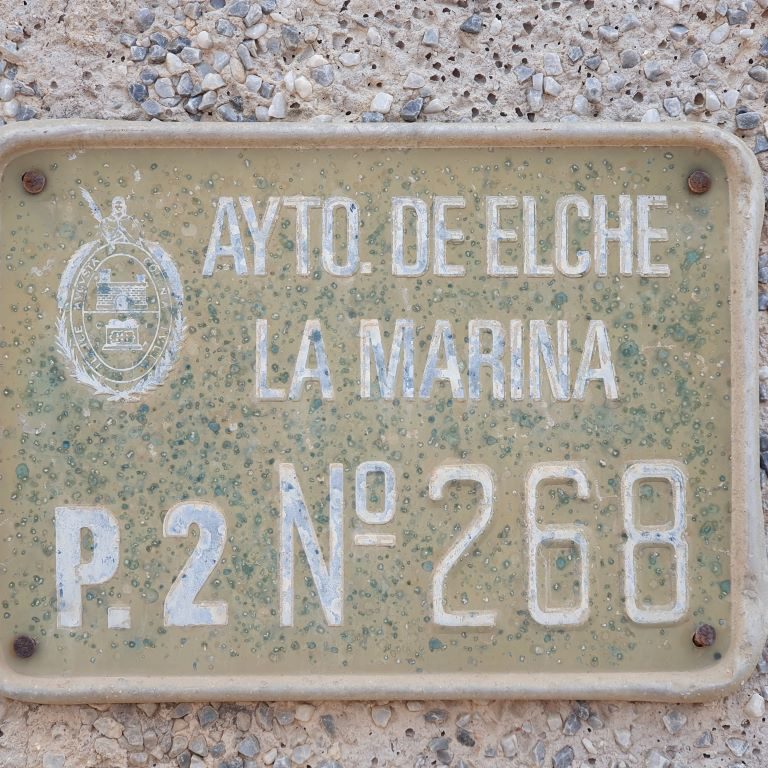 AYTO. DE ELCHE
LA MARINA
P. 2 Nº 268